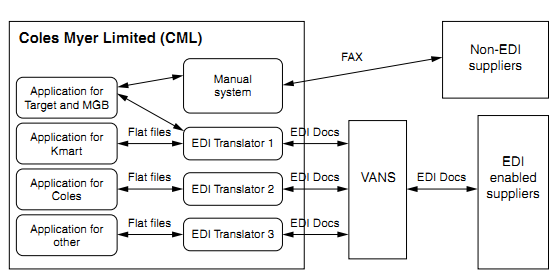 Coles Myer Limited (CML)
Non-EDI
suppliers
FAX
Manual
system
Application for
Target and MGB
Application for
Kmart
Flat files
EDI Translator 1
EDI Docs
Application for
Coles
Flat files
EDI Translator 2
EDI Docs
VANS
EDI Docs
EDI
enabled
suppliers
Application for
other
Flat files
EDI Translator 3
EDI Docs